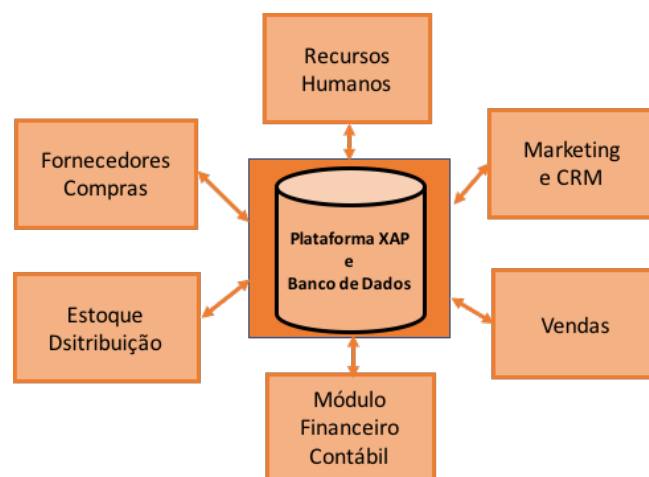 Recursos
Humanos
Fornecedores
Compras
Marketing
e CRM
Plataforma XAP
e
Banco de Dados
Estoque
Dsitribuição
Vendas
Módulo
Financeiro
Contábil